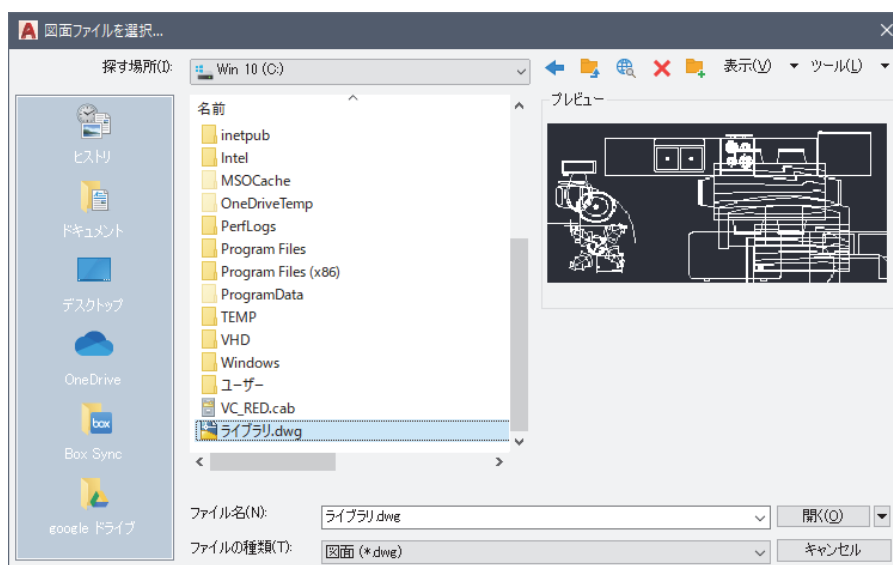 図面ファイルを選択...
探す場所(I):
Win 10 (C:)
表示(V)
ツール(L)
ヒストリ
ドキュメント
デスクトップ
OneDrive
Box Sync
google ドライブ
box
名前
inetpub
Intel
MSOCache
OneDriveTemp
PerfLogs
Program Files
Program Files (x86)
ProgramData
TEMP
VHD
Windows
ユーザー
VC_RED.cab
ライブラリ.dwg
プレビュー
ファイル名(N):
ライブラリ.dwg
開く(O)
ファイルの種類(T):
図面 (*.dwg)
キャンセル